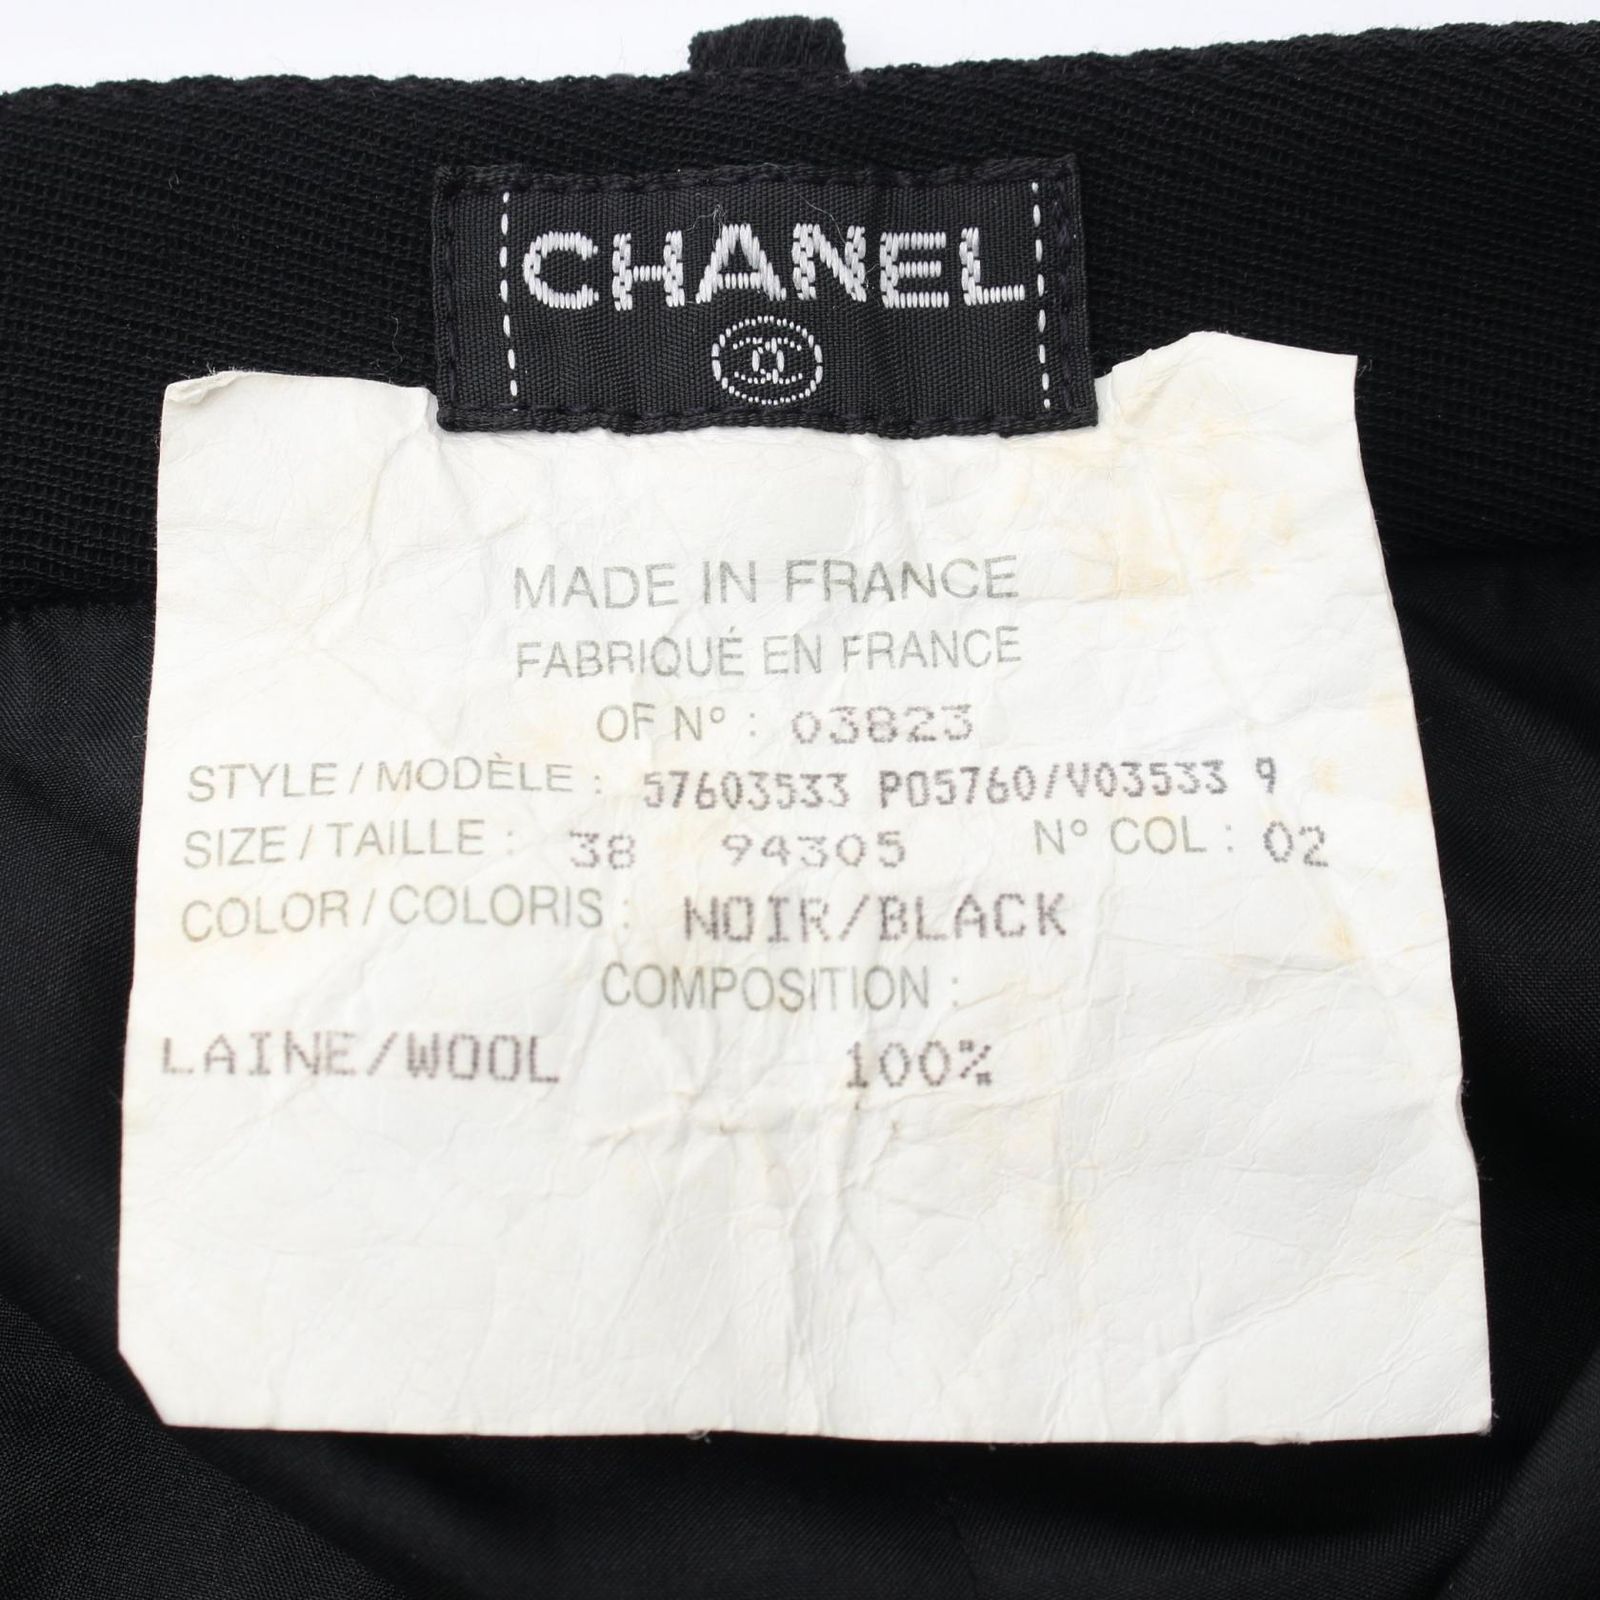 CHANEL
MADE IN FRANCE
FABRIQUÉ EN FRANCE
OF N° : 03823
STYLE / MODÈLE : 57603533 P05760/V03533 9
SIZE / TAILLE : 38 94305 N° COL : 02
COLOR / COLORIS : NOIR/BLACK
COMPOSITION :
LAINE/WOOL 100%